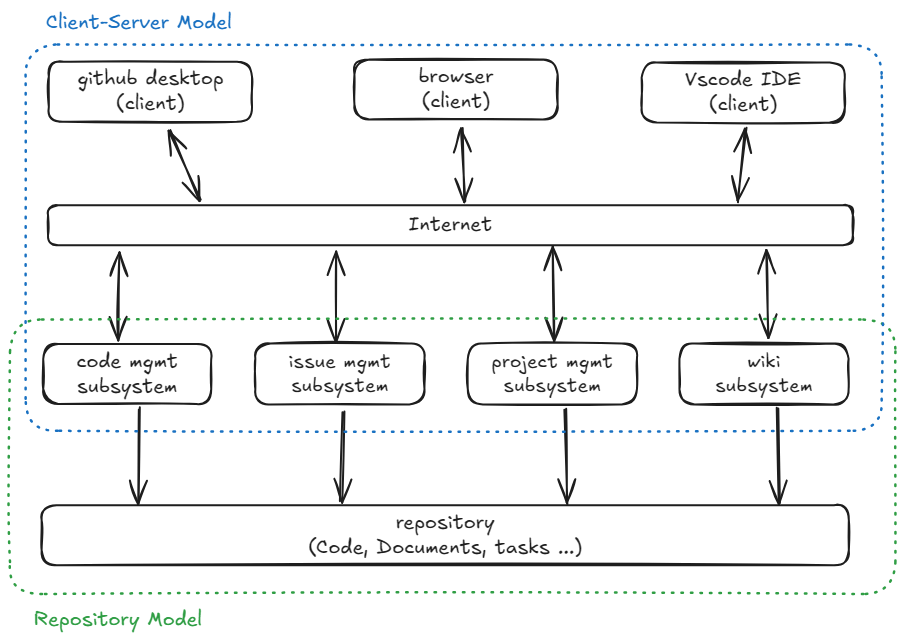 Client-Server Model
github desktop
(client)
browser
(client)
Vscode IDE
(client)
Internet
code mgmt
subsystem
issue mgmt
subsystem
project mgmt
subsystem
wiki
subsystem
repository
(Code, Documents, tasks ...)
Repository Model